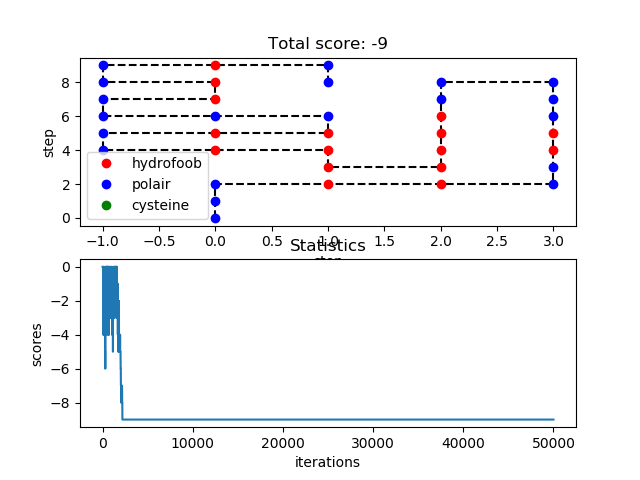 Total score: -9
8
6
4
2
0
step
hydrofoob
polair
cysteine
−1.0 −0.5 0.0 0.5 1.0 1.5 2.0 2.5 3.0
step
Statistics
0
−2
−4
−6
−8
scores
0 10000 20000 30000 40000 50000
iterations